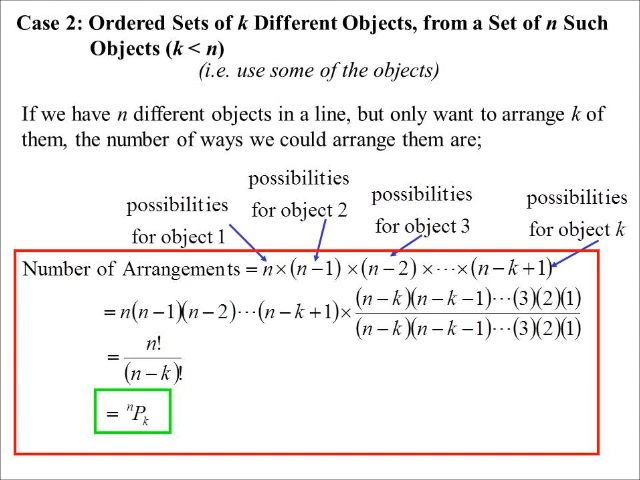 Case 2: Ordered Sets of k Different Objects, from a Set of n Such
Objects (k < n)
(i.e. use some of the objects)
If we have n different objects in a line, but only want to arrange k of
them, the number of ways we could arrange them are;
possibilities for object 1
possibilities for object 2
possibilities for object 3
possibilities for object k
Number of Arrangements = n×(n−1)×(n−2)×⋯×(n−k+1)
= n(n−1)(n−2)⋯(n−k+1)× (n−k)(n−k−1)⋯(3)(2)(1) / (n−k)(n−k−1)⋯(3)(2)(1)
= n! / (n−k)!
= ⁿPₖ